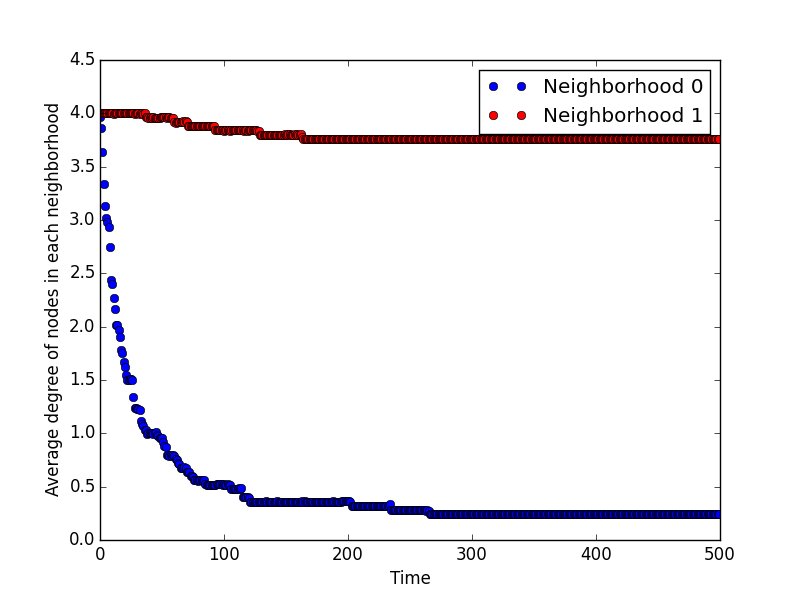 4.5
4.0
3.5
3.0
2.5
2.0
1.5
1.0
0.5
0.0
Average degree of nodes in each neighborhood
Neighborhood 0
Neighborhood 1
0 100 200 300 400 500
Time